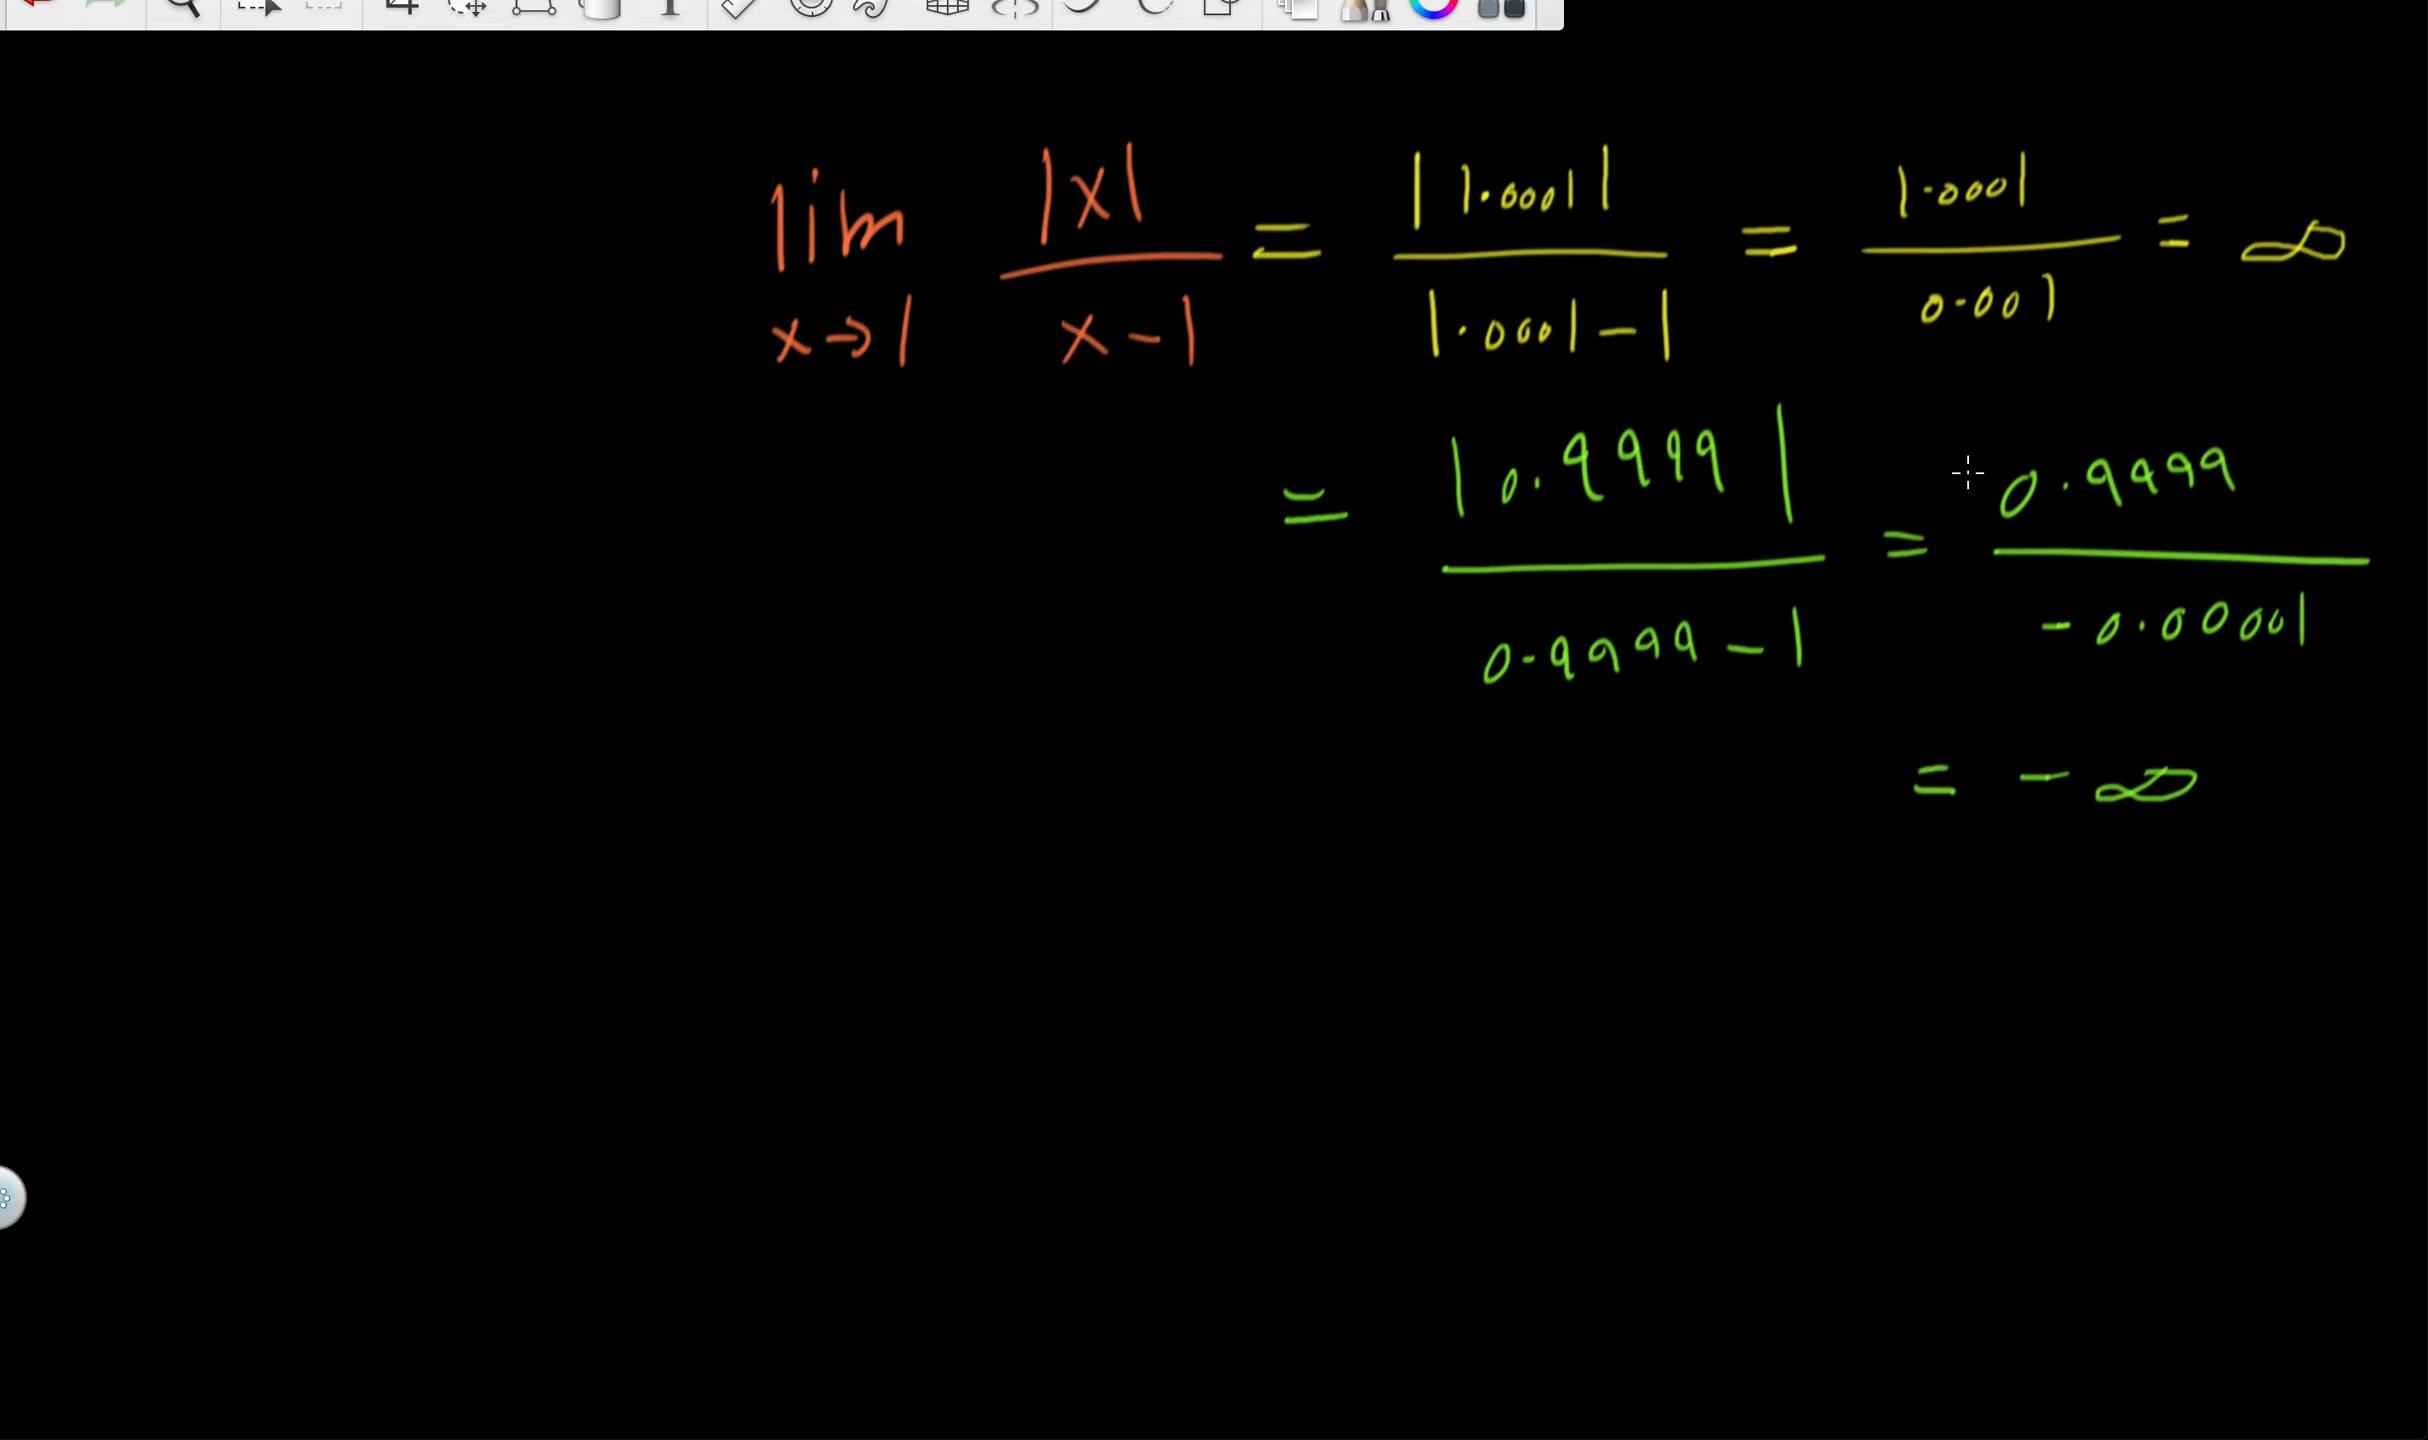 lim |x| = |1.0001| = 1.0001 = ∞
x→1 x-1 1.0001-1 0.001
= |0.9999| = 0.9999
0.9999-1 -0.0001
= -∞